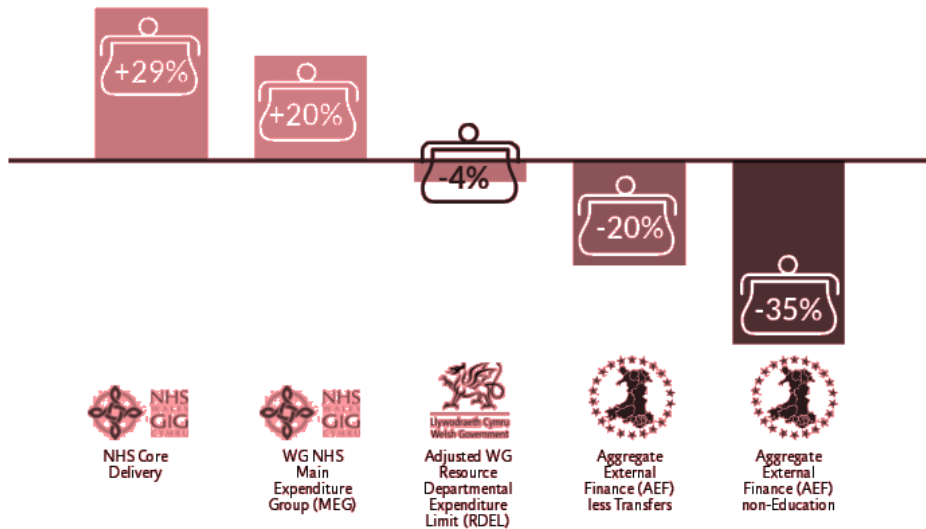 +29%
+20%
-4%
-20%
-35%
NHS
GIG
CYMRU
NHS
GIG
CYMRU
Llywodraeth Cymru
Welsh Government
NHS Core
Delivery
WG NHS
Main
Expenditure
Group (MEG)
Adjusted WG
Resource
Departmental
Expenditure
Limit (RDEL)
Aggregate
External
Finance (AEF)
less Transfers
Aggregate
External
Finance (AEF)
non-Education